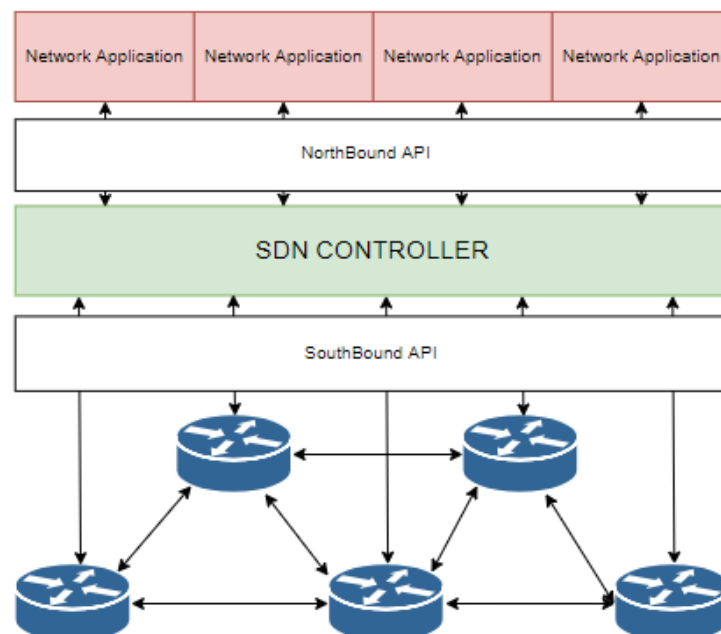 Network Application Network Application Network Application Network Application
NorthBound API
SDN CONTROLLER
SouthBound API